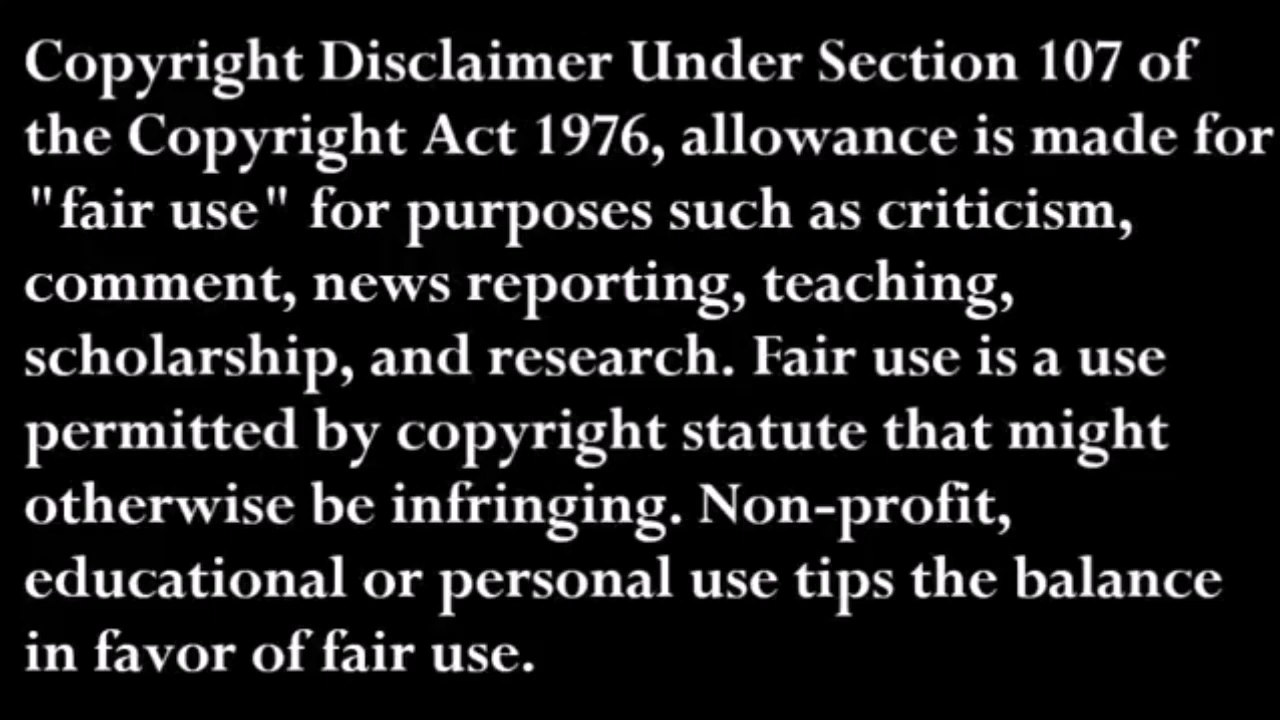 Copyright Disclaimer Under Section 107 of
the Copyright Act 1976, allowance is made for
"fair use" for purposes such as criticism,
comment, news reporting, teaching,
scholarship, and research. Fair use is a use
permitted by copyright statute that might
otherwise be infringing. Non-profit,
educational or personal use tips the balance
in favor of fair use.